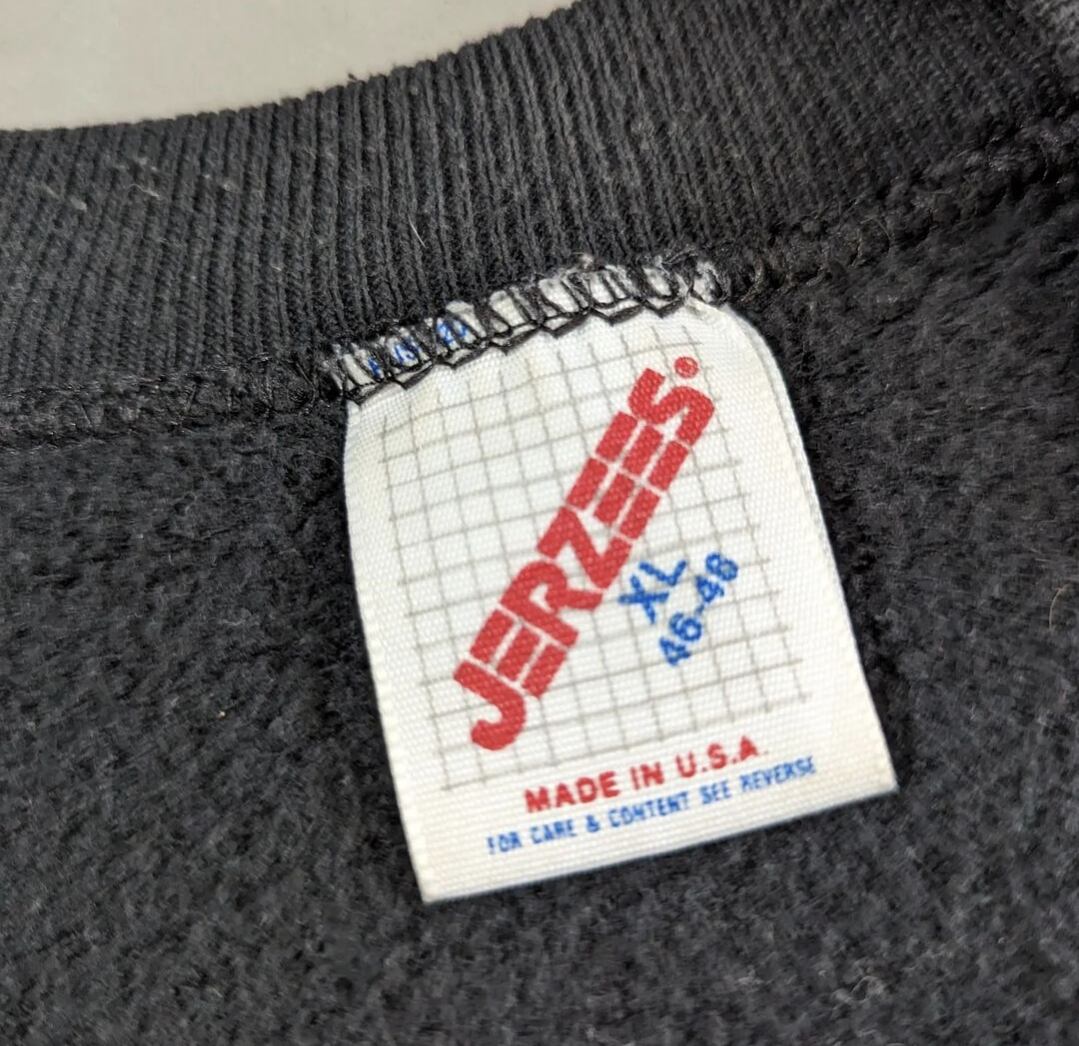 JERZEES
XL
46-48
MADE IN U.S.A.
FOR CARE & CONTENT SEE REVERSE